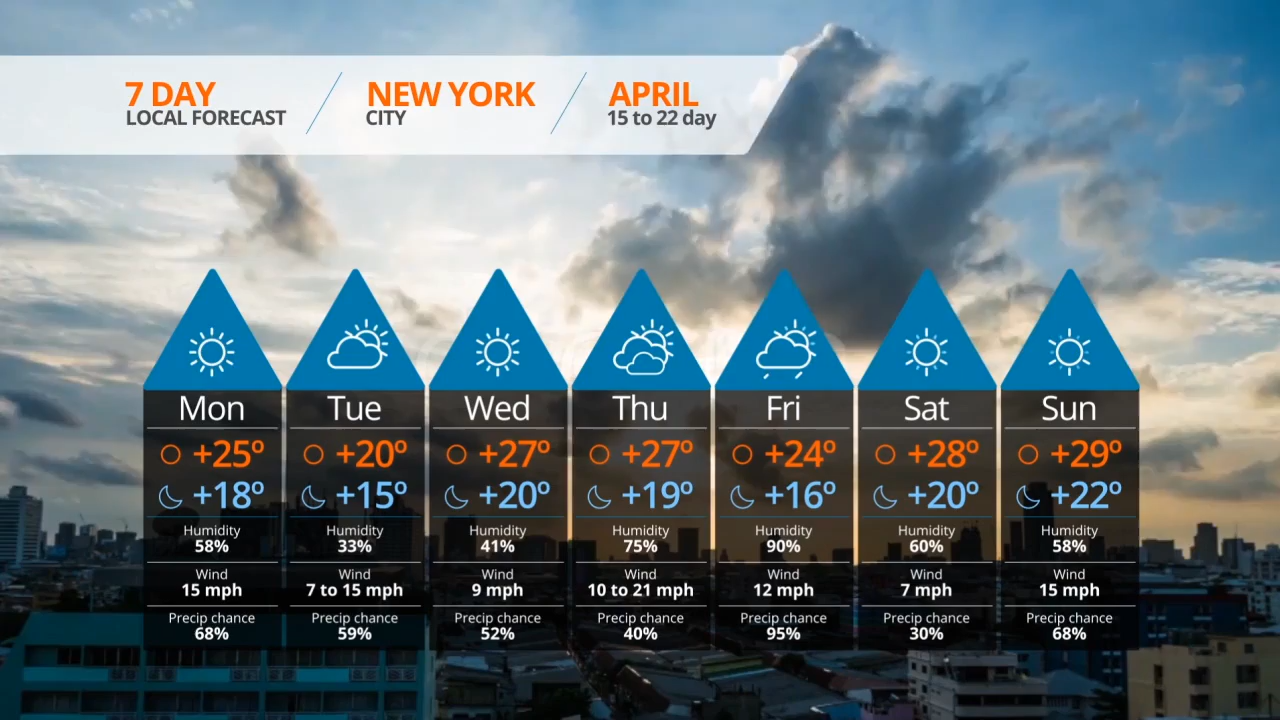 7 DAY
LOCAL FORECAST
NEW YORK
CITY
APRIL
15 to 22 day
Mon
+25º
+18º
Humidity
58%
Wind
15 mph
Precip chance
68%
Tue
+20º
+15º
Humidity
33%
Wind
7 to 15 mph
Precip chance
59%
Wed
+27º
+20º
Humidity
41%
Wind
9 mph
Precip chance
52%
Thu
+27º
+19º
Humidity
75%
Wind
10 to 21 mph
Precip chance
40%
Fri
+24º
+16º
Humidity
90%
Wind
12 mph
Precip chance
95%
Sat
+28º
+20º
Humidity
60%
Wind
7 mph
Precip chance
30%
Sun
+29º
+22º
Humidity
58%
Wind
15 mph
Precip chance
68%